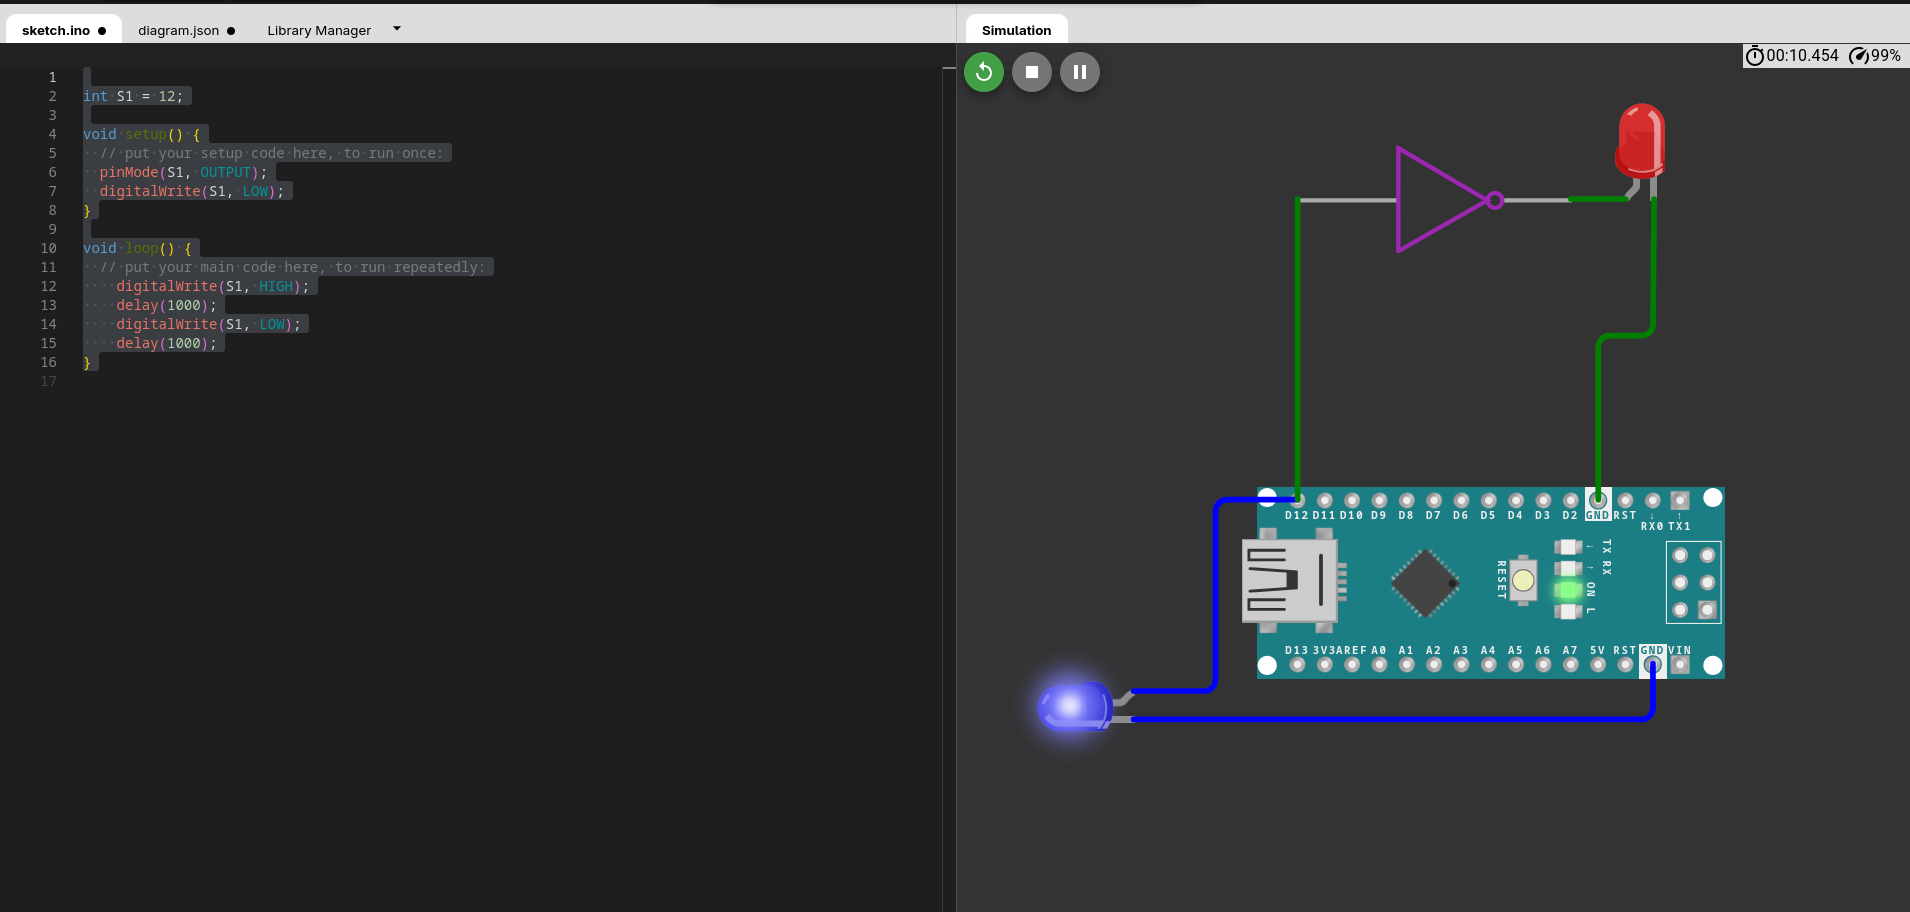 sketch.ino
diagram.json
Library Manager
Simulation
00:10.454
99%
1
2 int S1 = 12;
3
4 void setup() {
5 // put your setup code here, to run once:
6 pinMode(S1, OUTPUT);
7 digitalWrite(S1, LOW);
8 }
9
10 void loop() {
11 // put your main code here, to run repeatedly:
12 digitalWrite(S1, HIGH);
13 delay(1000);
14 digitalWrite(S1, LOW);
15 delay(1000);
16 }
17
D12 D11 D10 D9 D8 D7 D6 D5 D4 D3 D2 GND RST
RX0 TX1
RESET
TX
RX
ON
L
D13 3V3 AREF A0 A1 A2 A3 A4 A5 A6 A7 5V RST GND VIN